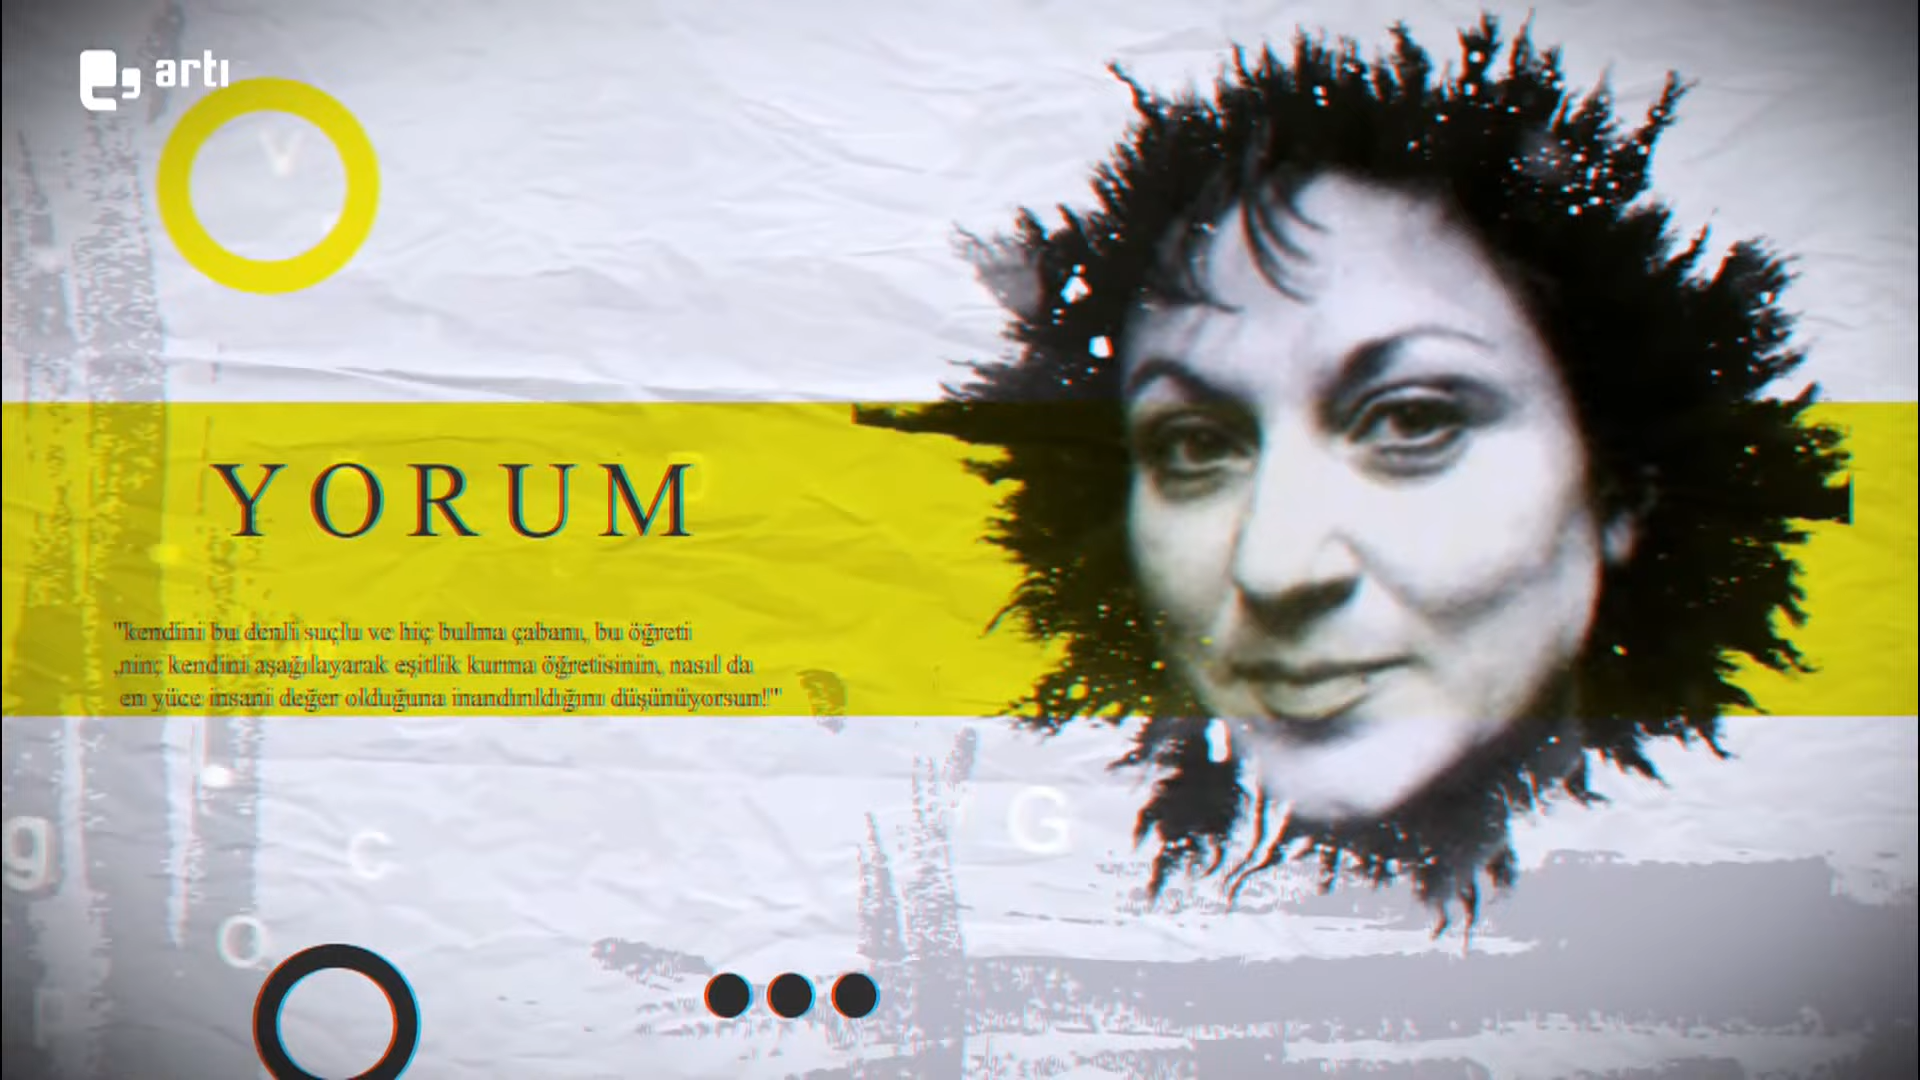 artı
YORUM
"kendini bu denli suçlu ve hiç bulma çabanı, bu öğreti
,nin; kendini aşağılayarak eşitlik kurma öğretisinin, nasıl da
en yüce insani değer olduğuna inandırıldığını düşünüyorsun!"
V
G
g
C
O